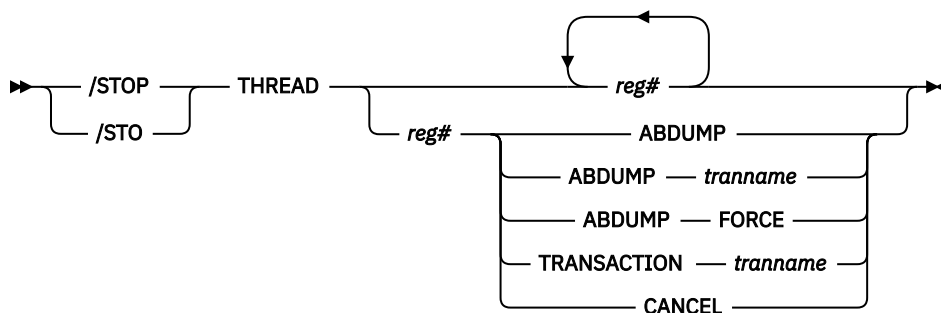 /STOP THREAD reg#
/STO reg# ABDUMP
ABDUMP tranname
ABDUMP FORCE
TRANSACTION tranname
CANCEL